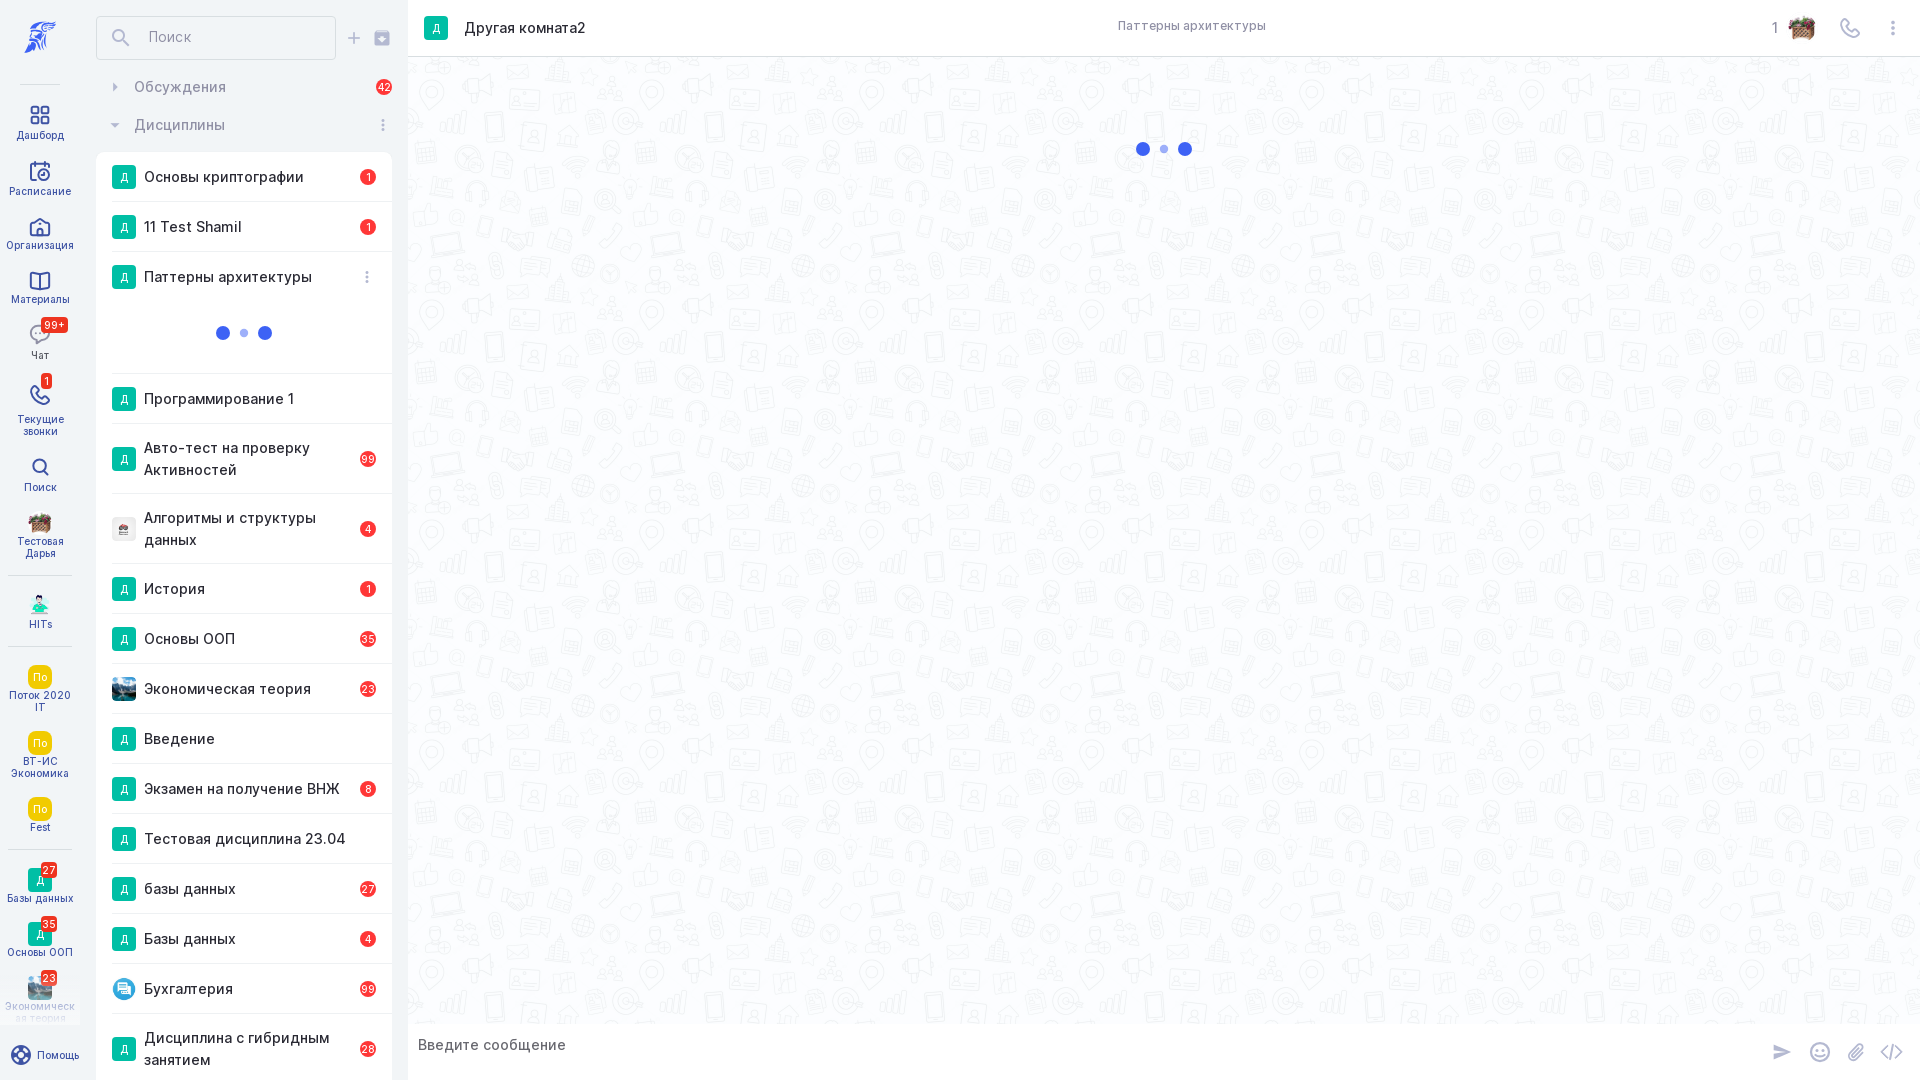 Дашборд
Расписание
Организация
Материалы
99+
Чат
1
Текущие
звонки
Поиск
Тестовая
Дарья
HITs
По
Поток 2020
IT
По
ВТ-ИС
Экономика
По
Fest
27
Д
Базы данных
35
Д
Основы ООП
23
Экономическ
ая теория
Помощь
Поиск
Обсуждения
42
Дисциплины
Д Основы криптографии 1
Д 11 Test Shamil 1
Д Паттерны архитектуры
Д Программирование 1
Д Авто-тест на проверку
Активностей 99
Алгоритмы и структуры
данных 4
Д История 1
Д Основы ООП 35
Экономическая теория 23
Д Введение
Д Экзамен на получение ВНЖ 8
Д Тестовая дисциплина 23.04
Д базы данных 27
Д Базы данных 4
Бухгалтерия 99
Д Дисциплина с гибридным
занятием 28
Д Другая комната2
Паттерны архитектуры
1
Введите сообщение